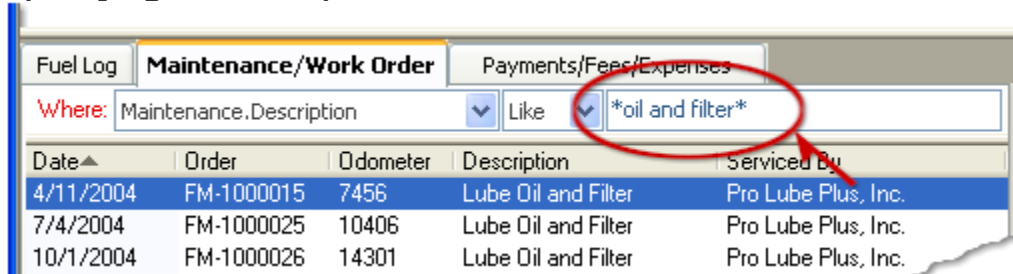 Fuel Log Maintenance/Work Order Payments/Fees/Expenses
Where: Maintenance.Description Like *oil and filter*
Date Order Odometer Description Serviced By
4/11/2004 FM-1000015 7456 Lube Oil and Filter Pro Lube Plus, Inc.
7/4/2004 FM-1000025 10406 Lube Oil and Filter Pro Lube Plus, Inc.
10/1/2004 FM-1000026 14301 Lube Oil and Filter Pro Lube Plus, Inc.